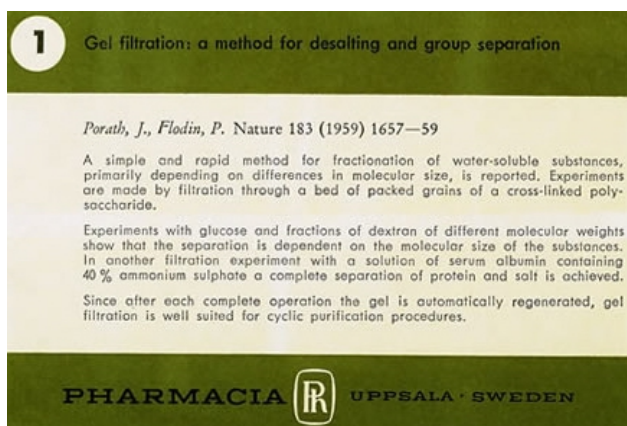 1
Gel filtration: a method for desalting and group separation
Porath, J., Flodin, P. Nature 183 (1959) 1657—59
A simple and rapid method for fractionation of water-soluble substances,
primarily depending on differences in molecular size, is reported. Experiments
are made by filtration through a bed of packed grains of a cross-linked poly-
saccharide.
Experiments with glucose and fractions of dextran of different molecular weights
show that the separation is dependent on the molecular size of the substances.
In another filtration experiment with a solution of serum albumin containing
40 % ammonium sulphate a complete separation of protein and salt is achieved.
Since after each complete operation the gel is automatically regenerated, gel
filtration is well suited for cyclic purification procedures.
PHARMACIA Ph UPPSALA · SWEDEN